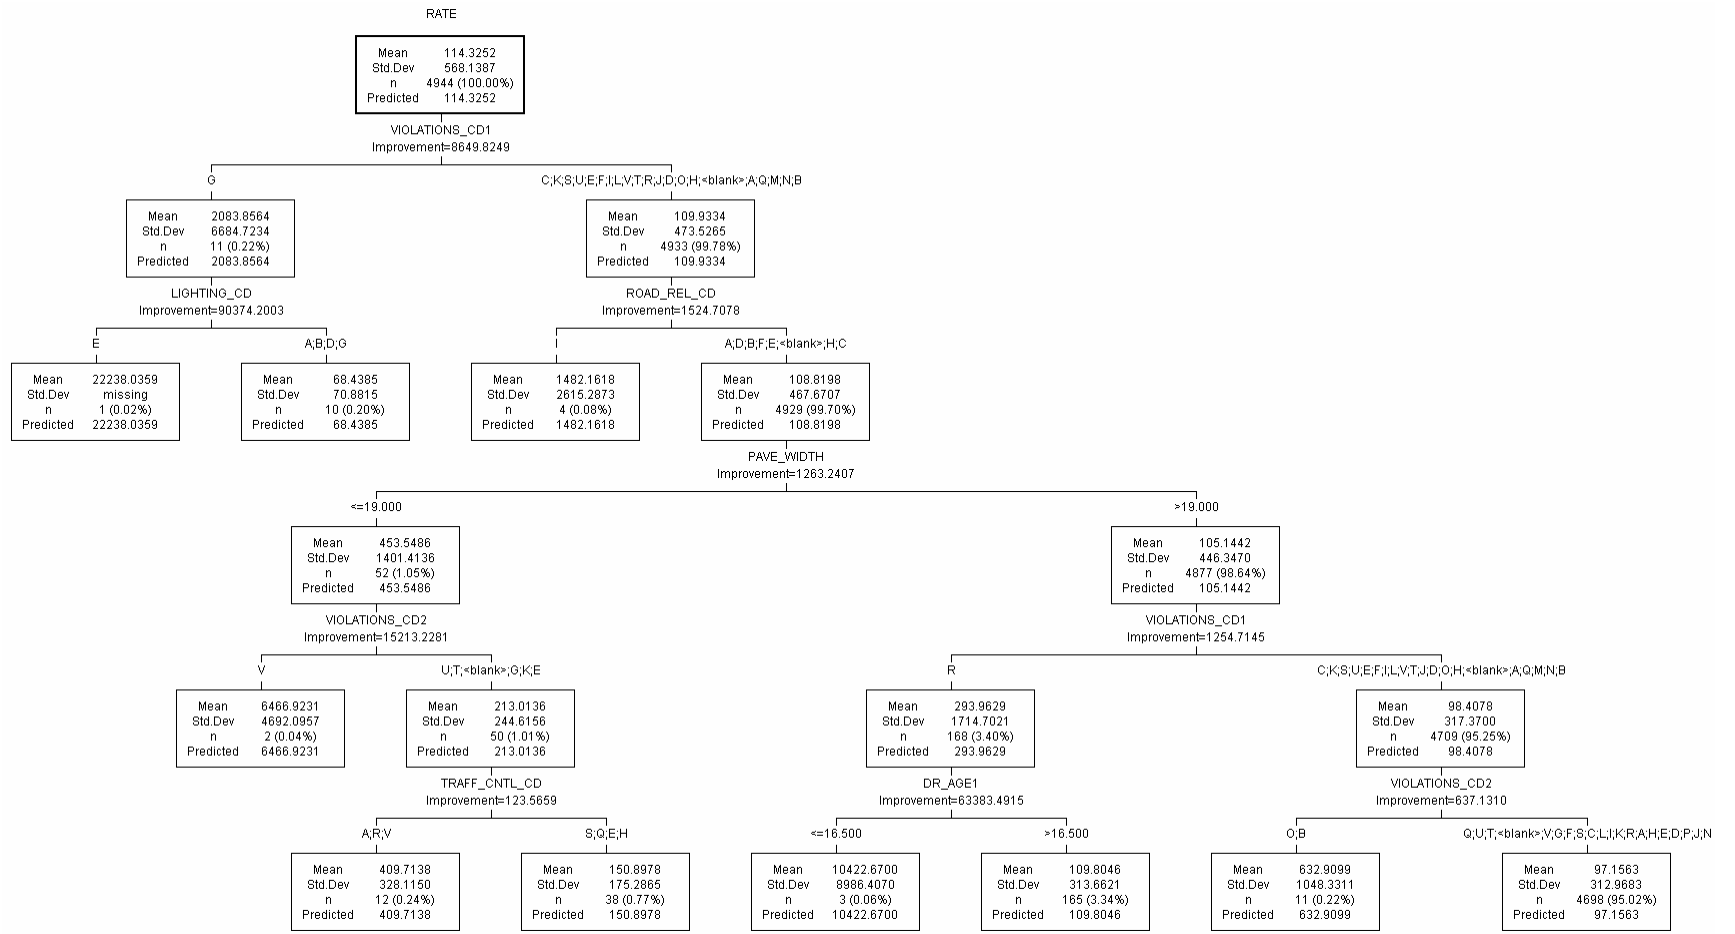 RATE
Mean 114.3252
Std.Dev 568.1387
n 4944 (100.00%)
Predicted 114.3252
VIOLATIONS_CD1
Improvement=8649.8249
G
C;K;S;U;E;F;I;L;V;T;R;J;D;O;H;<blank>;A;Q;M;N;B
Mean 2083.8564
Std.Dev 6684.7234
n 11 (0.22%)
Predicted 2083.8564
Mean 109.9334
Std.Dev 473.5265
n 4933 (99.78%)
Predicted 109.9334
LIGHTING_CD
Improvement=90374.2003
ROAD_REL_CD
Improvement=1524.7078
E
A;B;D;G
I
A;D;B;F;E;<blank>;H;C
Mean 22238.0359
Std.Dev missing
n 1 (0.02%)
Predicted 22238.0359
Mean 68.4385
Std.Dev 70.8815
n 10 (0.20%)
Predicted 68.4385
Mean 1482.1618
Std.Dev 2615.2873
n 4 (0.08%)
Predicted 1482.1618
Mean 108.8198
Std.Dev 467.6707
n 4929 (99.70%)
Predicted 108.8198
PAVE_WIDTH
Improvement=1263.2407
<=19.000
>19.000
Mean 453.5486
Std.Dev 1401.4136
n 52 (1.05%)
Predicted 453.5486
Mean 105.1442
Std.Dev 446.3470
n 4877 (98.64%)
Predicted 105.1442
VIOLATIONS_CD2
Improvement=15213.2281
VIOLATIONS_CD1
Improvement=1254.7145
V
U;T;<blank>;G;K;E
R
C;K;S;U;E;F;I;L;V;T;J;D;O;H;<blank>;A;Q;M;N;B
Mean 6466.9231
Std.Dev 4692.0957
n 2 (0.04%)
Predicted 6466.9231
Mean 213.0136
Std.Dev 244.6156
n 50 (1.01%)
Predicted 213.0136
Mean 293.9629
Std.Dev 1714.7021
n 168 (3.40%)
Predicted 293.9629
Mean 98.4078
Std.Dev 317.3700
n 4709 (95.25%)
Predicted 98.4078
TRAFF_CNTL_CD
Improvement=123.5659
DR_AGE1
Improvement=63383.4915
VIOLATIONS_CD2
Improvement=637.1310
A;R;V
S;Q;E;H
<=16.500
>16.500
O;B
Q;U;T;<blank>;V;G;F;S;C;L;I;K;R;A;H;E;D;P;J;N
Mean 409.7138
Std.Dev 328.1150
n 12 (0.24%)
Predicted 409.7138
Mean 150.8978
Std.Dev 175.2865
n 38 (0.77%)
Predicted 150.8978
Mean 10422.6700
Std.Dev 8986.4070
n 3 (0.06%)
Predicted 10422.6700
Mean 109.8046
Std.Dev 313.6621
n 165 (3.34%)
Predicted 109.8046
Mean 632.9099
Std.Dev 1048.3311
n 11 (0.22%)
Predicted 632.9099
Mean 97.1563
Std.Dev 312.9683
n 4698 (95.02%)
Predicted 97.1563